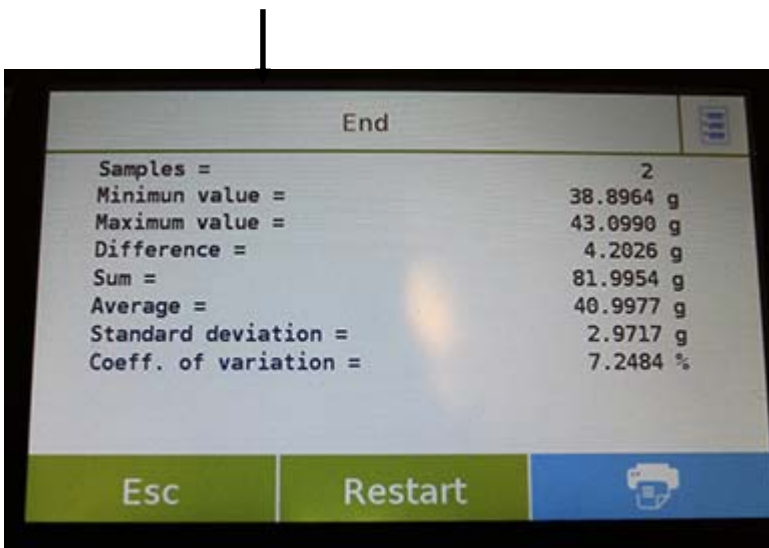 End
Samples = 2
Minimun value = 38.8964 g
Maximum value = 43.0990 g
Difference = 4.2026 g
Sum = 81.9954 g
Average = 40.9977 g
Standard deviation = 2.9717 g
Coeff. of variation = 7.2484 %
Esc Restart